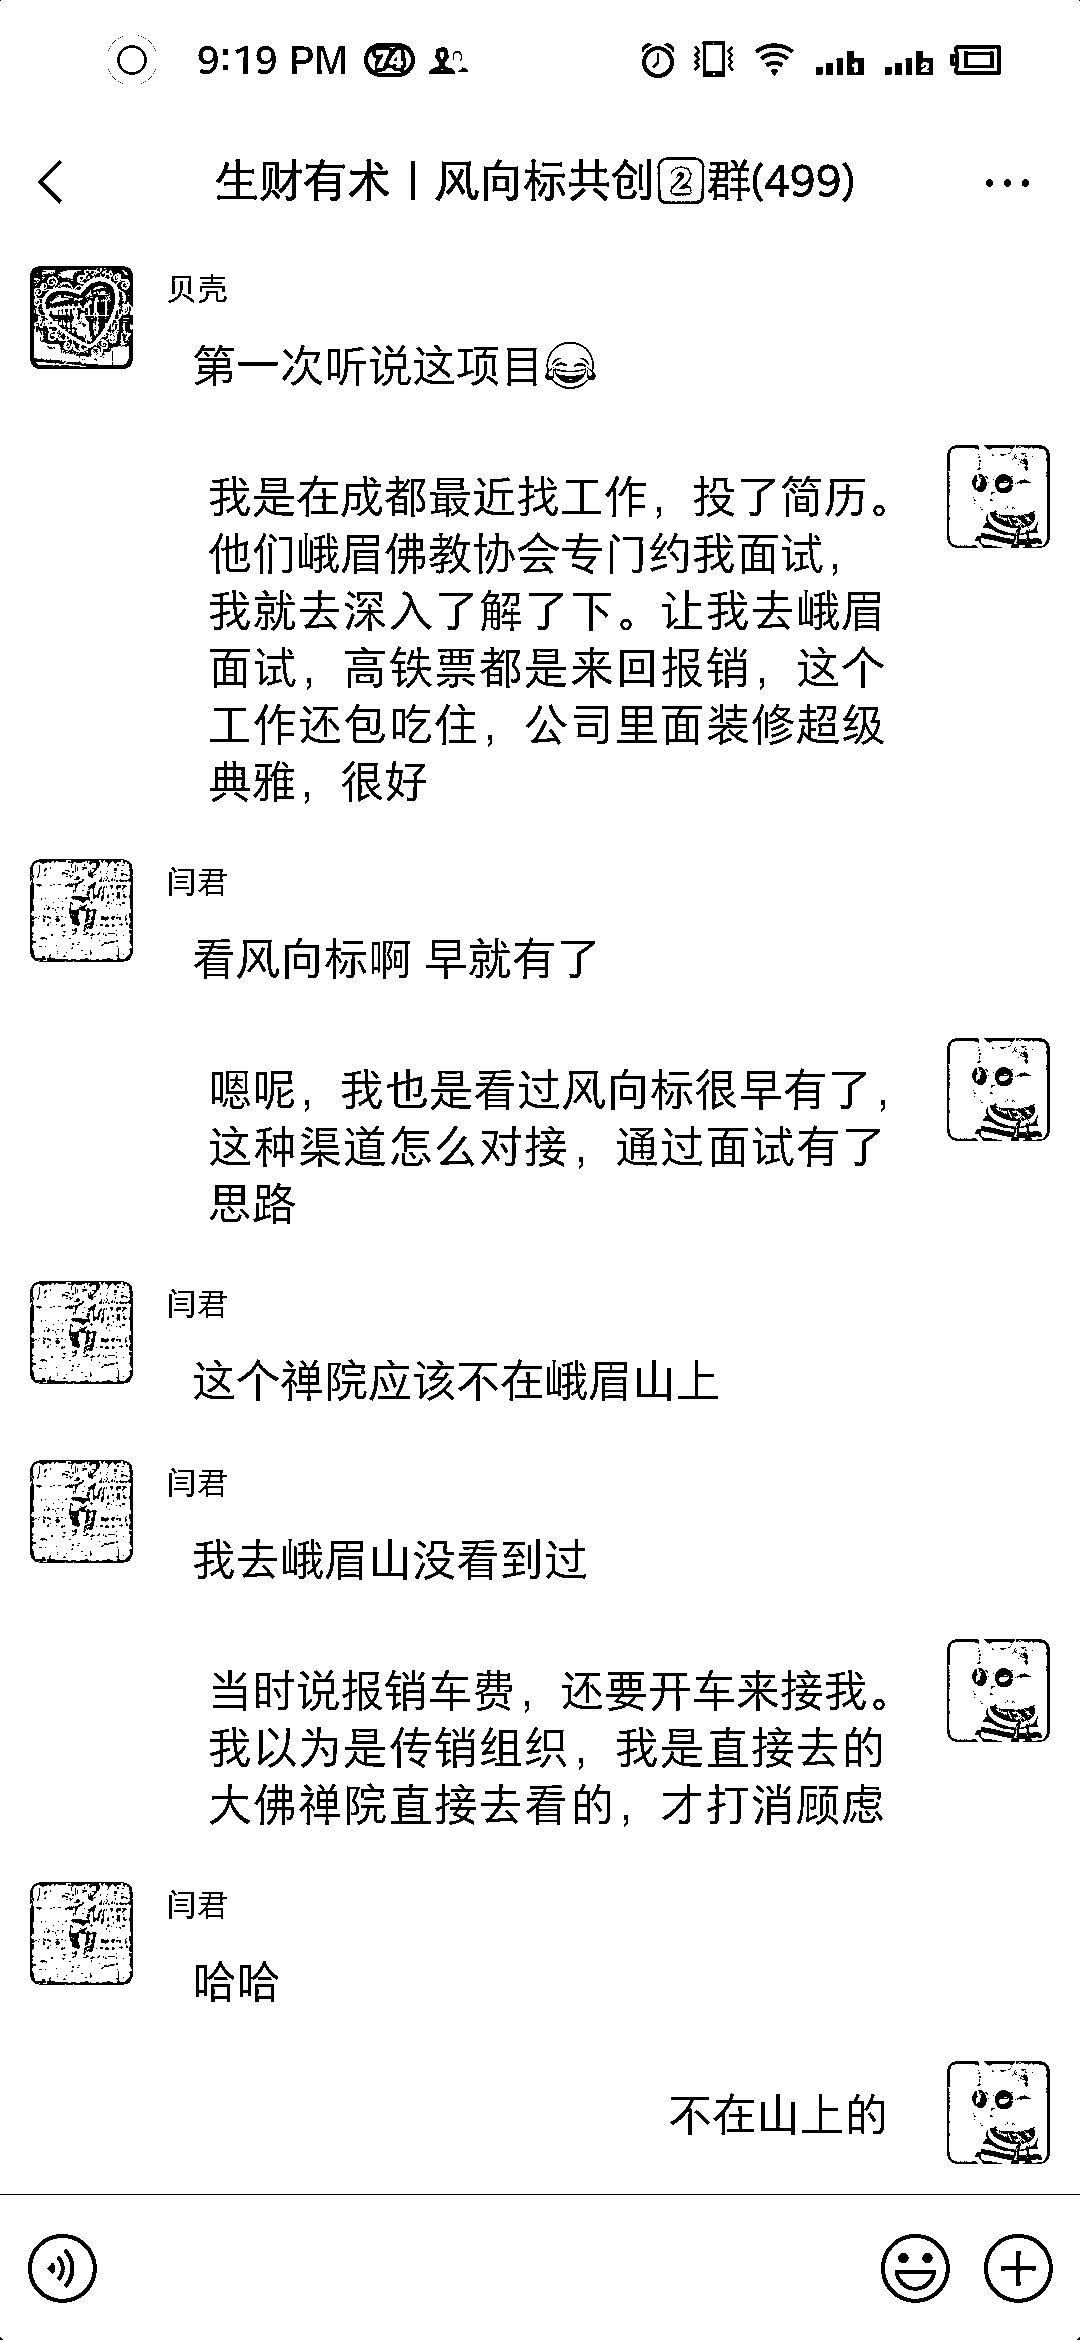 9:19 PM 74
生财有术丨风向标共创2群(499)
贝壳
第一次听说这项目😂
我是在成都最近找工作，投了简历。
他们峨眉佛教协会专门约我面试，
我就去深入了解了下。让我去峨眉
面试，高铁票都是来回报销，这个
工作还包吃住，公司里面装修超级
典雅，很好
闫君
看风向标啊 早就有了
嗯呢，我也是看过风向标很早有了，
这种渠道怎么对接，通过面试有了
思路
闫君
这个禅院应该不在峨眉山上
闫君
我去峨眉山没看到过
当时说报销车费，还要开车来接我。
我以为是传销组织，我是直接去的
大佛禅院直接去看的，才打消顾虑
闫君
哈哈
不在山上的